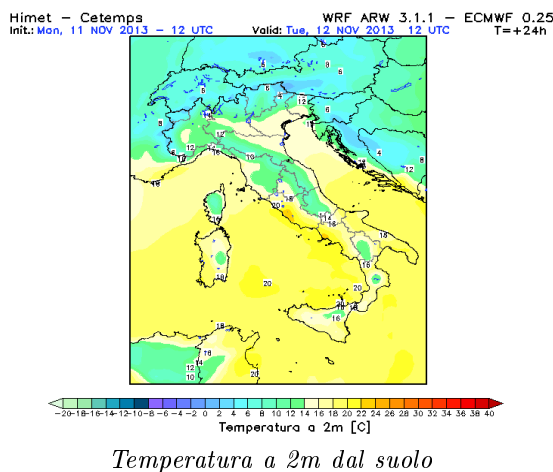 Himet – Cetemps WRF ARW 3.1.1 – ECMWF 0.25
Init.: Mon, 11 NOV 2013 – 12 UTC Valid: Tue, 12 NOV 2013 12 UTC T=+24h
-20 -18 -16 -14 -12 -10 -8 -6 -4 -2 0 2 4 6 8 10 12 14 16 18 20 22 24 26 28 30 32 34 36 38 40
Temperatura a 2m [C]
Temperatura a 2m dal suolo